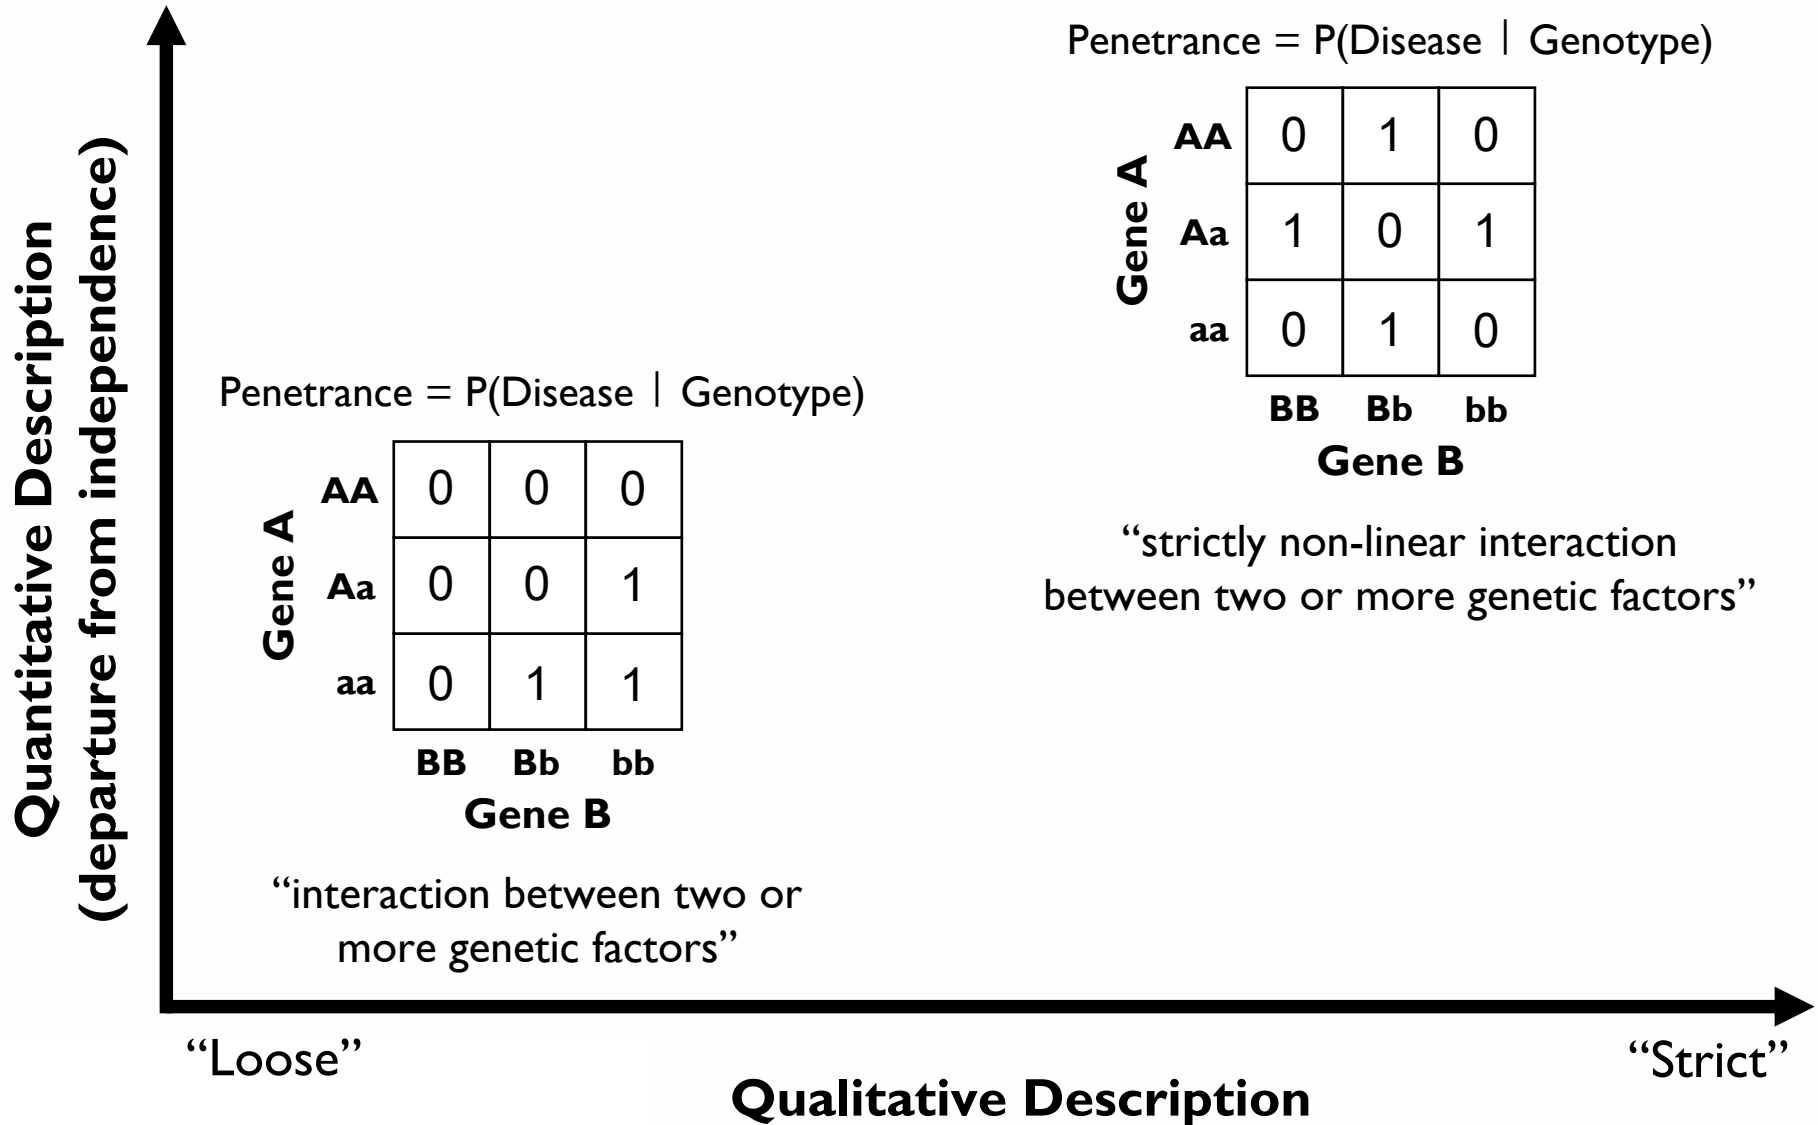 Quantitative Description
(departure from independence)
Penetrance = P(Disease | Genotype)
Gene A
AA 0 1 0
Aa 1 0 1
aa 0 1 0
BB Bb bb
Gene B
“strictly non-linear interaction
between two or more genetic factors”
Penetrance = P(Disease | Genotype)
Gene A
AA 0 0 0
Aa 0 0 1
aa 0 1 1
BB Bb bb
Gene B
“interaction between two or
more genetic factors”
“Loose”
“Strict”
Qualitative Description